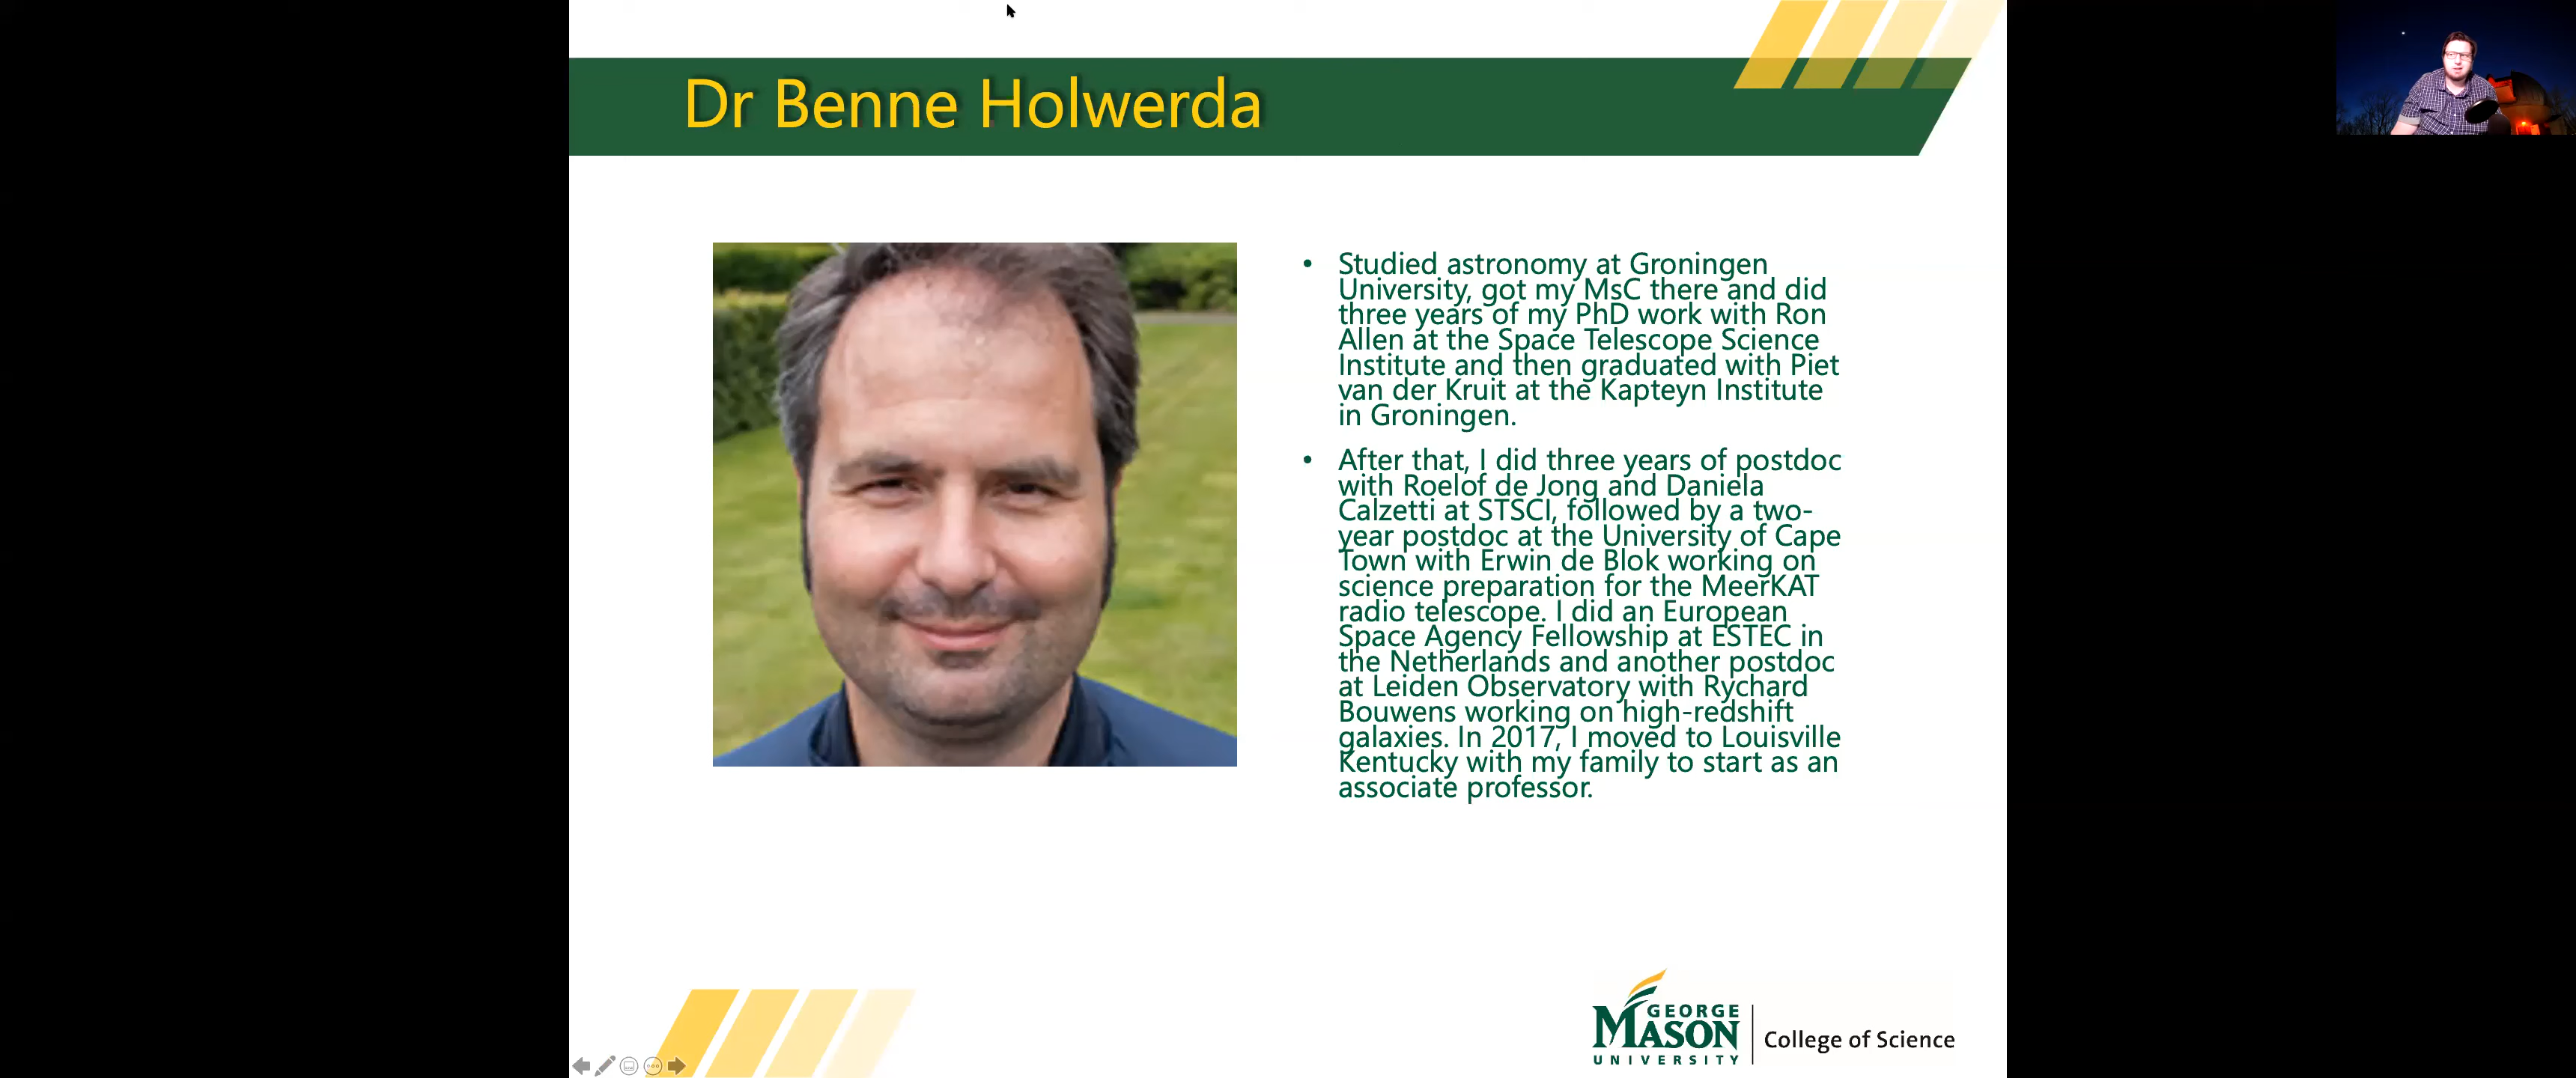 Dr Benne Holwerda
• Studied astronomy at Groningen
University, got my MsC there and did
three years of my PhD work with Ron
Allen at the Space Telescope Science
Institute and then graduated with Piet
van der Kruit at the Kapteyn Institute
in Groningen.
• After that, I did three years of postdoc
with Roelof de Jong and Daniela
Calzetti at STSCI, followed by a two-
year postdoc at the University of Cape
Town with Erwin de Blok working on
science preparation for the MeerKAT
radio telescope. I did an European
Space Agency Fellowship at ESTEC in
the Netherlands and another postdoc
at Leiden Observatory with Rychard
Bouwens working on high-redshift
galaxies. In 2017, I moved to Louisville
Kentucky with my family to start as an
associate professor.
GEORGE
MASON
UNIVERSITY
College of Science